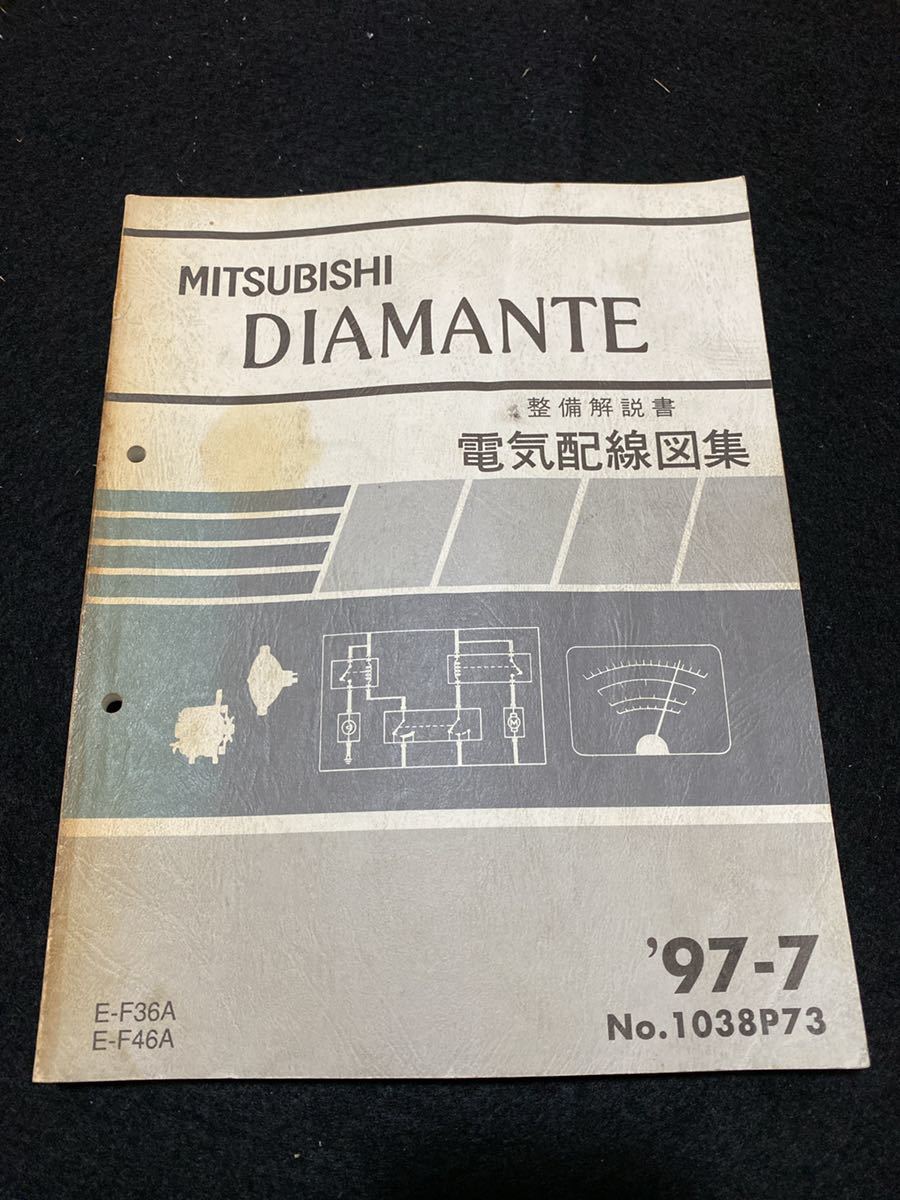 MITSUBISHI
DIAMANTE
整備解説書
電気配線図集
M
'97-7
E-F36A
E-F46A
No.1038P73